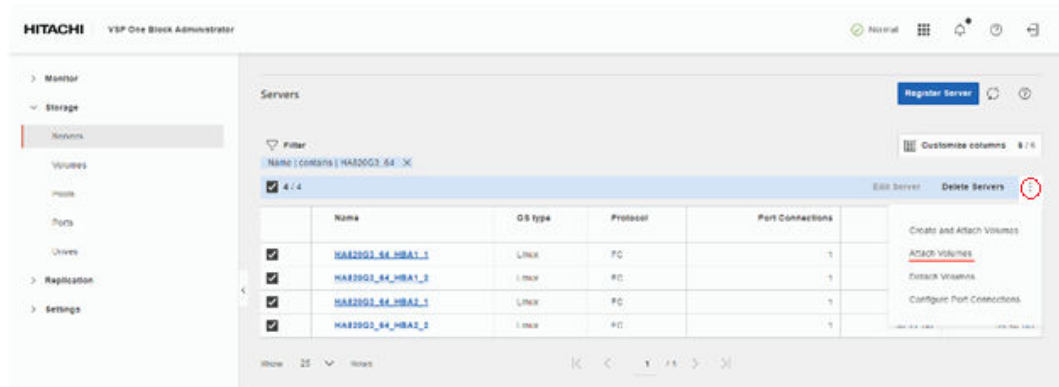 HITACHI VSP One Block Administrator Normal
Monitor
Storage
Servers
Volumes
Pools
Ports
Drives
Replication
Settings
Servers Register Server
Filter Customize columns 6 / 6
Name | contains | HA820G3_64 ×
4 / 4 Edit Server Delete Servers
Name OS type Protocol Port Connections
HA820G3_64_HBA1_1 Linux FC 1
HA820G3_64_HBA1_2 Linux FC 1
HA820G3_64_HBA2_1 Linux FC 1
HA820G3_64_HBA2_2 Linux FC 1
Create and Attach Volumes
Attach Volumes
Detach Volumes
Configure Port Connections
Show 25 Rows 1 / 1